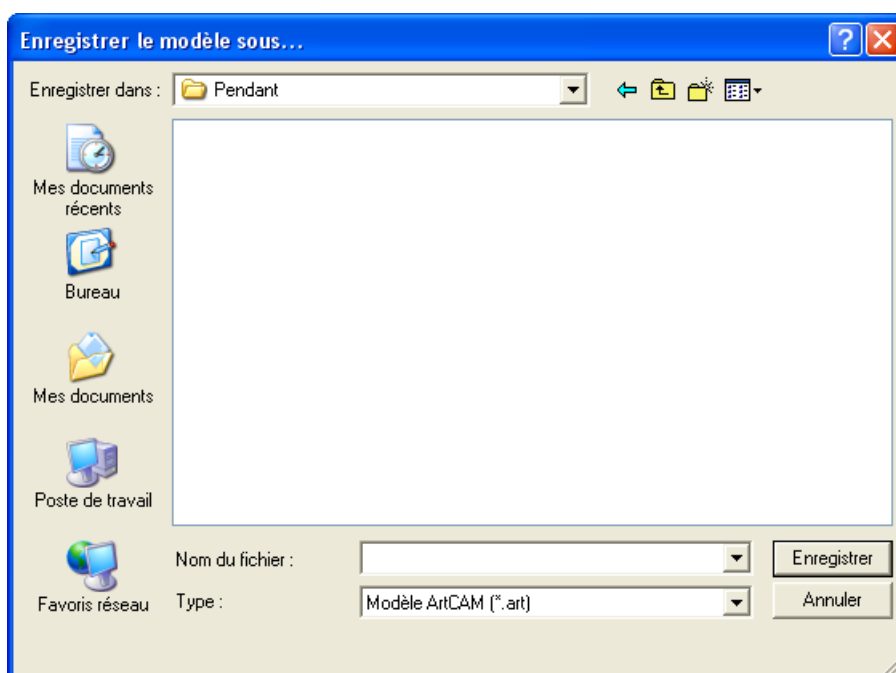 Enregistrer le modèle sous...
Enregistrer dans :
Pendant
Mes documents
récents
Bureau
Mes documents
Poste de travail
Favoris réseau
Nom du fichier :
Enregistrer
Type :
Modèle ArtCAM (*.art)
Annuler